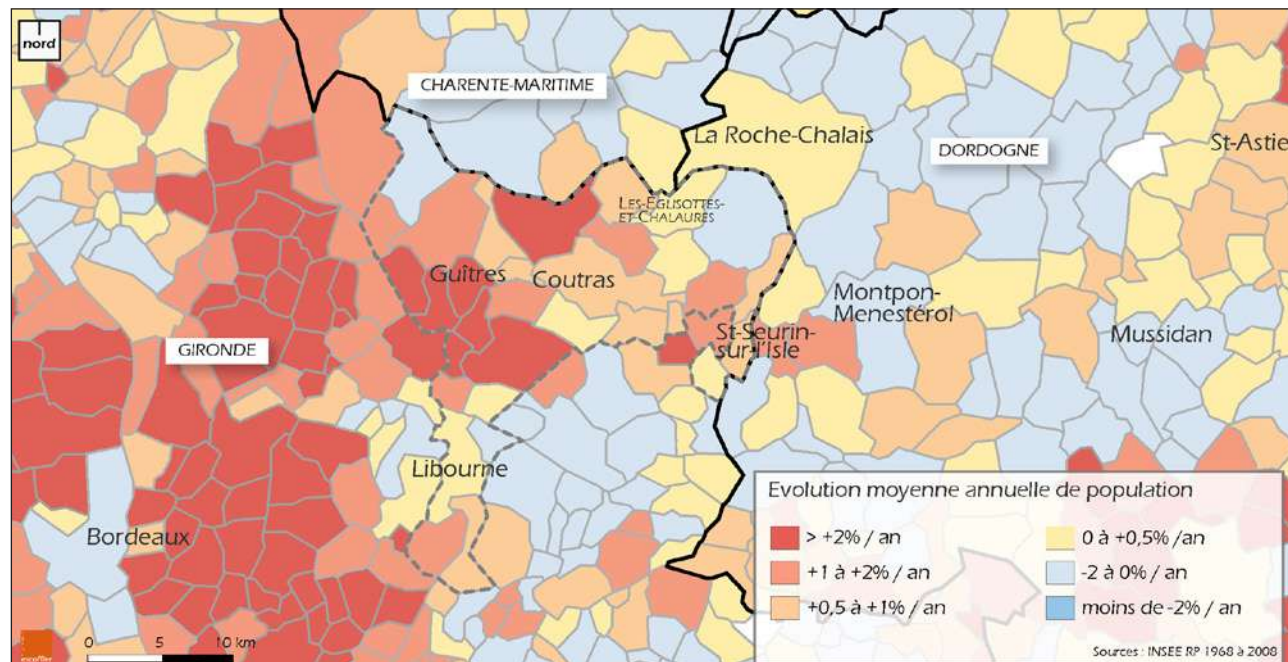 nord
CHARENTE-MARITIME
La Roche-Chalais
DORDOGNE
St-Astie
LES-EGLISOTTES-
ET-CHALAURES
Guîtres
Coutras
Montpon-
Menestérol
St-Seurin-
sur-l'Isle
Mussidan
GIRONDE
Libourne
Bordeaux
Evolution moyenne annuelle de population
> +2% / an
+1 à +2% / an
+0,5 à +1% / an
0 à +0,5% /an
-2 à 0% / an
moins de -2% / an
0 5 10 km
Sources : INSEE RP 1968 à 2008